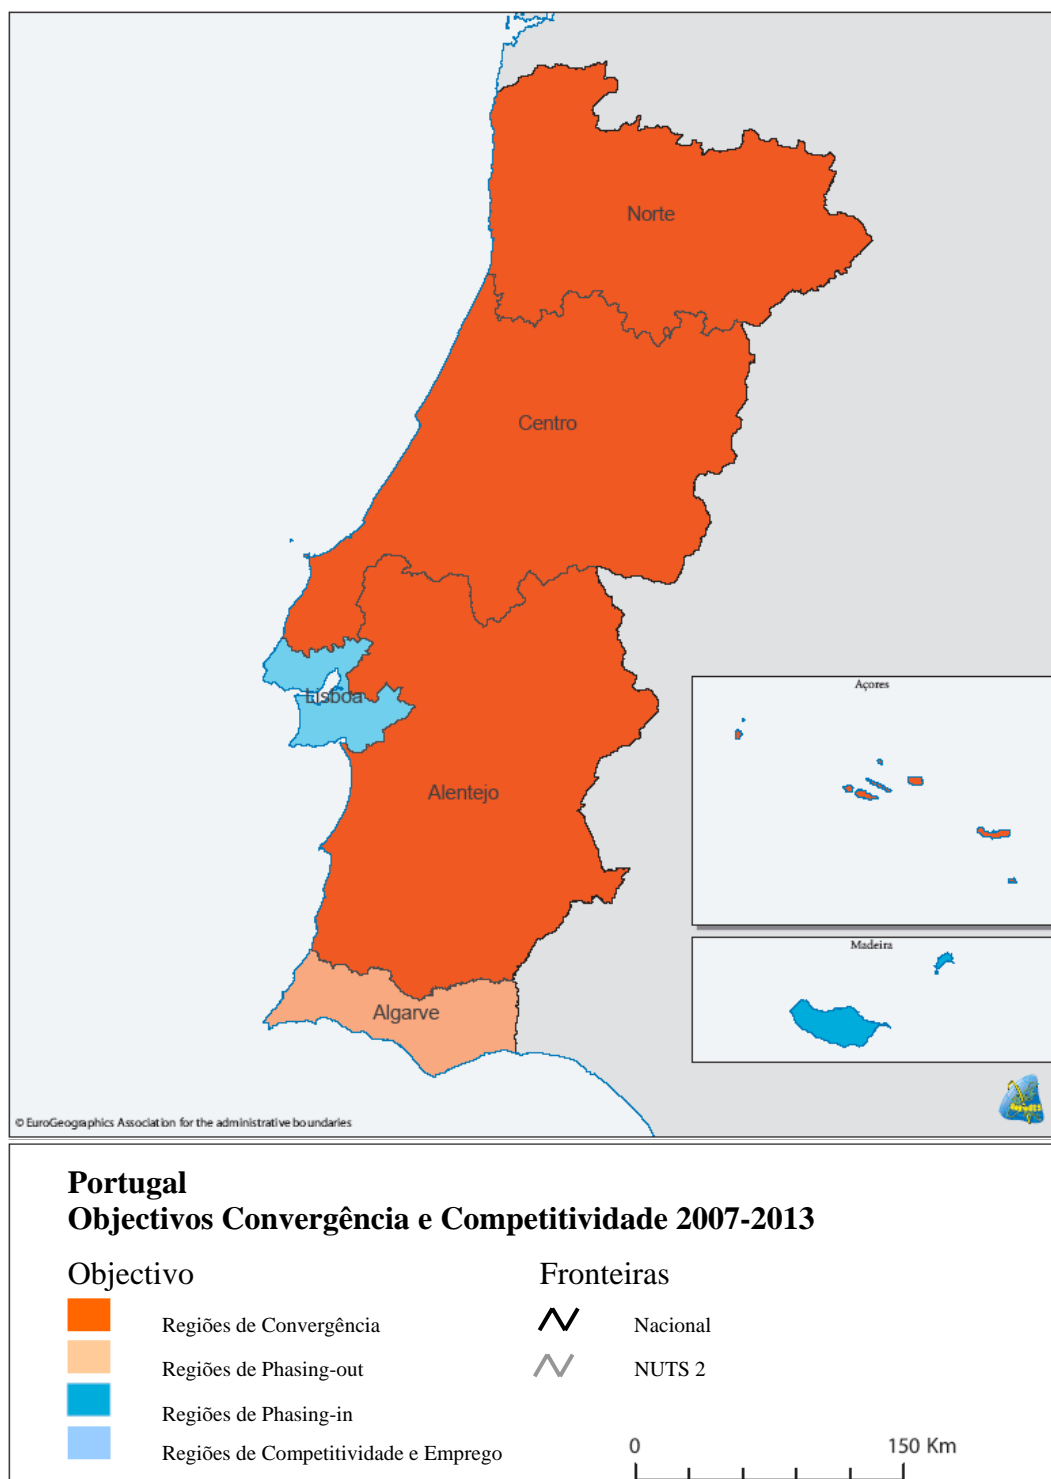 Norte
Centro
Lisboa
Alentejo
Algarve
Açores
Madeira
© EuroGeographics Association for the administrative boundaries
Portugal
Objectivos Convergência e Competitividade 2007-2013
Objectivo
Fronteiras
Regiões de Convergência
Nacional
Regiões de Phasing-out
NUTS 2
Regiões de Phasing-in
Regiões de Competitividade e Emprego
0
150 Km